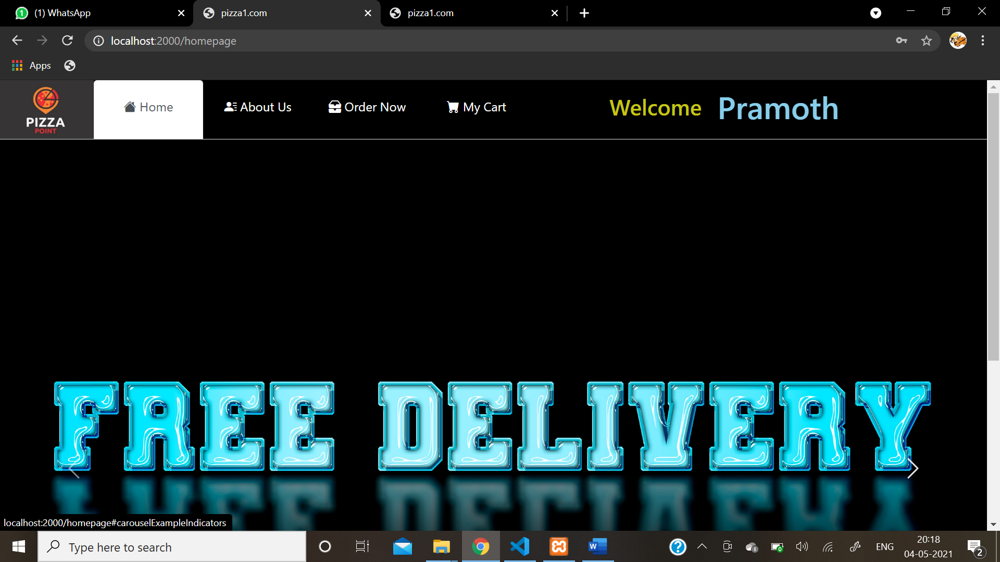 (1) WhatsApp
pizza1.com
pizza1.com
localhost:2000/homepage
Apps
PIZZA
POINT
Home
About Us
Order Now
My Cart
Welcome Pramoth
FREE DELIVERY
localhost:2000/homepage#carouselExampleIndicators
Type here to search
W
ENG
20:18
04-05-2021
2